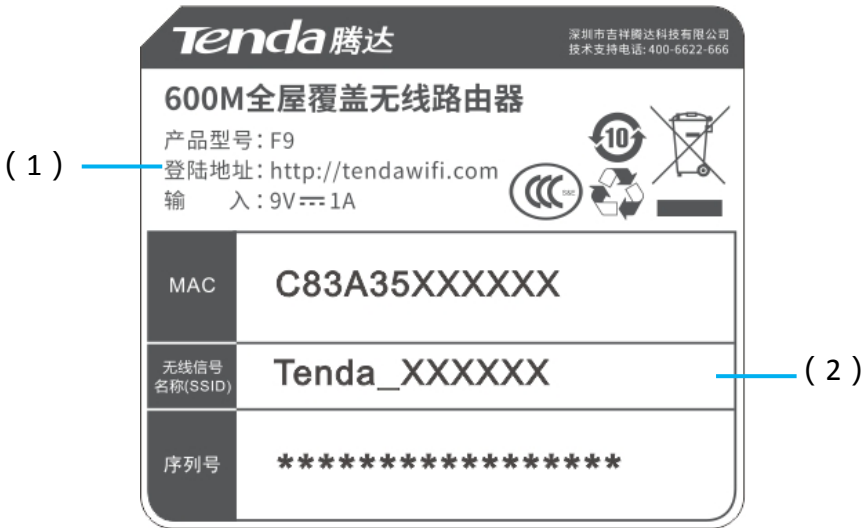 Tenda腾达
深圳市吉祥腾达科技有限公司
技术支持电话:400-6622-666
600M全屋覆盖无线路由器
产品型号:F9
登陆地址:http://tendawifi.com
输 入:9V⎓1A
10
CCC S&E
(1)
MAC
C83A35XXXXXX
无线信号
名称(SSID)
Tenda_XXXXXX
(2)
序列号
*****************